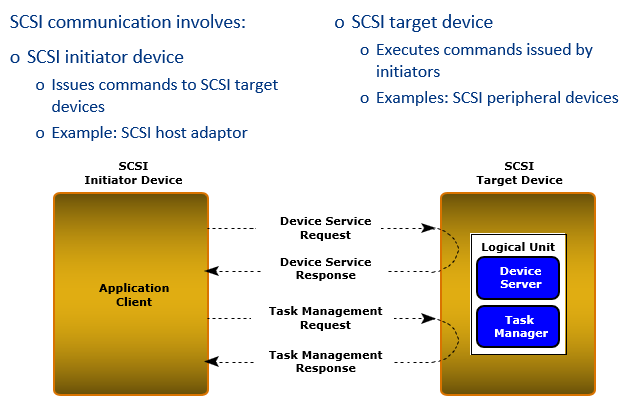 SCSI communication involves:
o SCSI initiator device
o Issues commands to SCSI target
devices
o Example: SCSI host adaptor
o SCSI target device
o Executes commands issued by
initiators
o Examples: SCSI peripheral devices
SCSI
Initiator Device
SCSI
Target Device
Application
Client
Device Service
Request
Device Service
Response
Task Management
Request
Task Management
Response
Logical Unit
Device
Server
Task
Manager